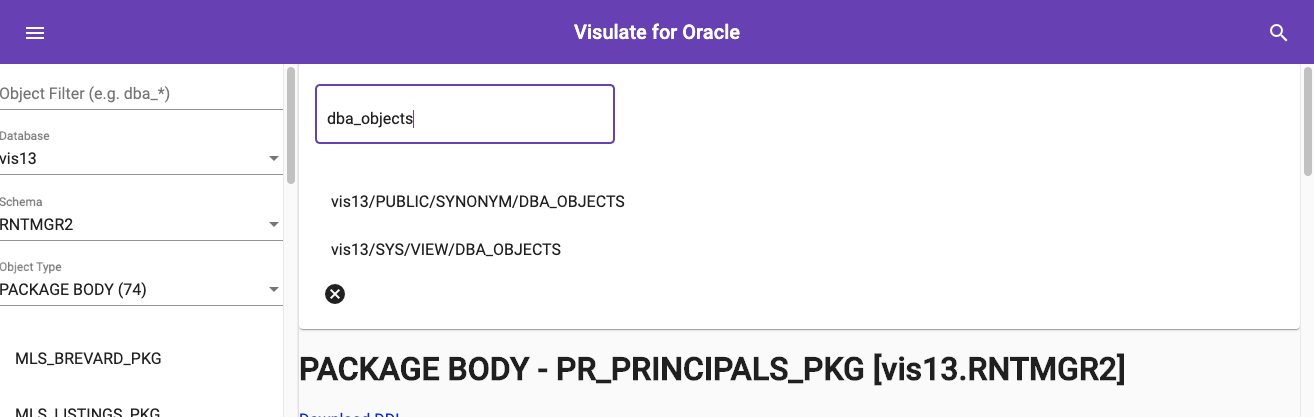 Visulate for Oracle
Object Filter (e.g. dba_*)
Database
vis13
Schema
RNTMGR2
Object Type
PACKAGE BODY (74)
MLS_BREVARD_PKG
MLS_LISTINGS_PKG
dba_objects
vis13/PUBLIC/SYNONYM/DBA_OBJECTS
vis13/SYS/VIEW/DBA_OBJECTS
PACKAGE BODY - PR_PRINCIPALS_PKG [vis13.RNTMGR2]
Download DDL